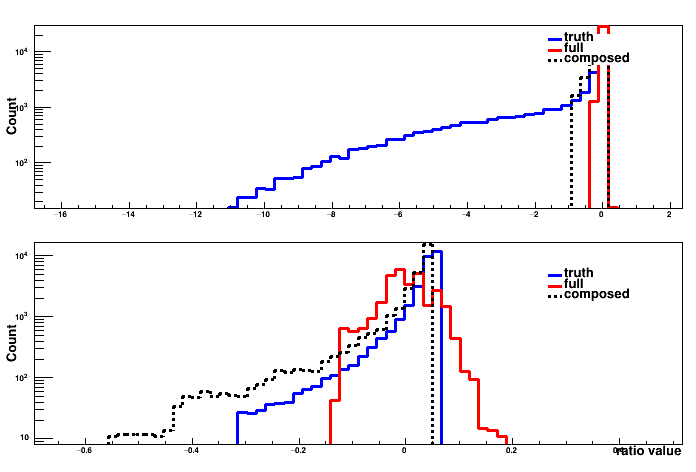 truth
full
composed
Count
10⁴
10³
10²
−16 −14 −12 −10 −8 −6 −4 −2 0 2
truth
full
composed
Count
10⁴
10³
10²
10
−0.6 −0.4 −0.2 0 0.2
ratio value